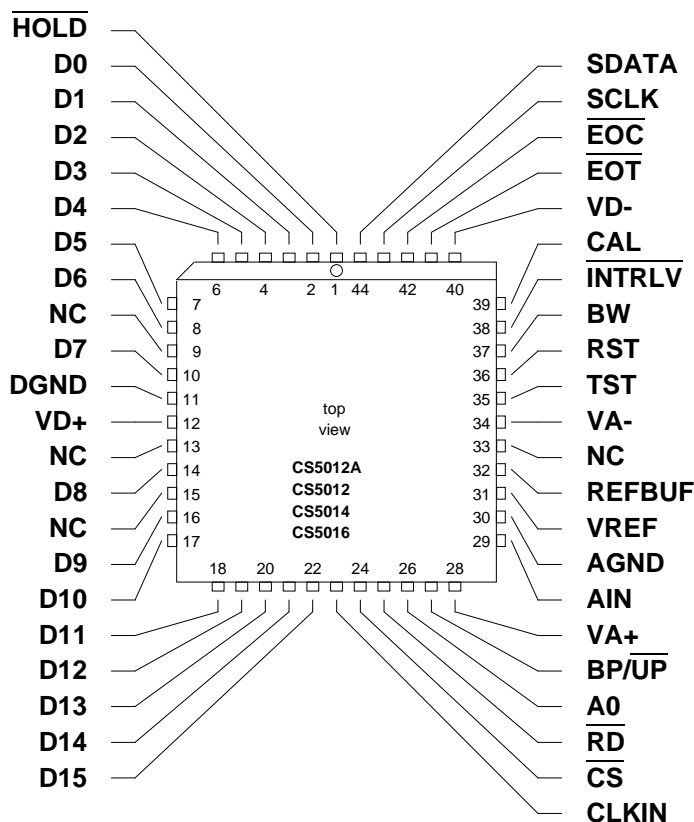 HOLD
D0
D1
D2
D3
D4
D5
D6
NC
D7
DGND
VD+
NC
D8
NC
D9
D10
D11
D12
D13
D14
D15
SDATA
SCLK
EOC
EOT
VD-
CAL
INTRLV
BW
RST
TST
VA-
NC
REFBUF
VREF
AGND
AIN
VA+
BP/UP
A0
RD
CS
CLKIN
6 4 2 1 44 42 40
7
8
9
10
11
12
13
14
15
16
17
39
38
37
36
35
34
33
32
31
30
29
top
view
CS5012A
CS5012
CS5014
CS5016
18 20 22 24 26 28